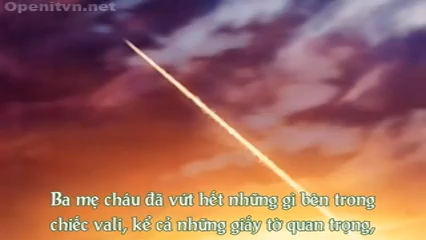 Openitvn.net
Ba mẹ cháu đã vứt hết những gì bên trong
chiếc vali, kể cả những giấy tờ quan trọng,